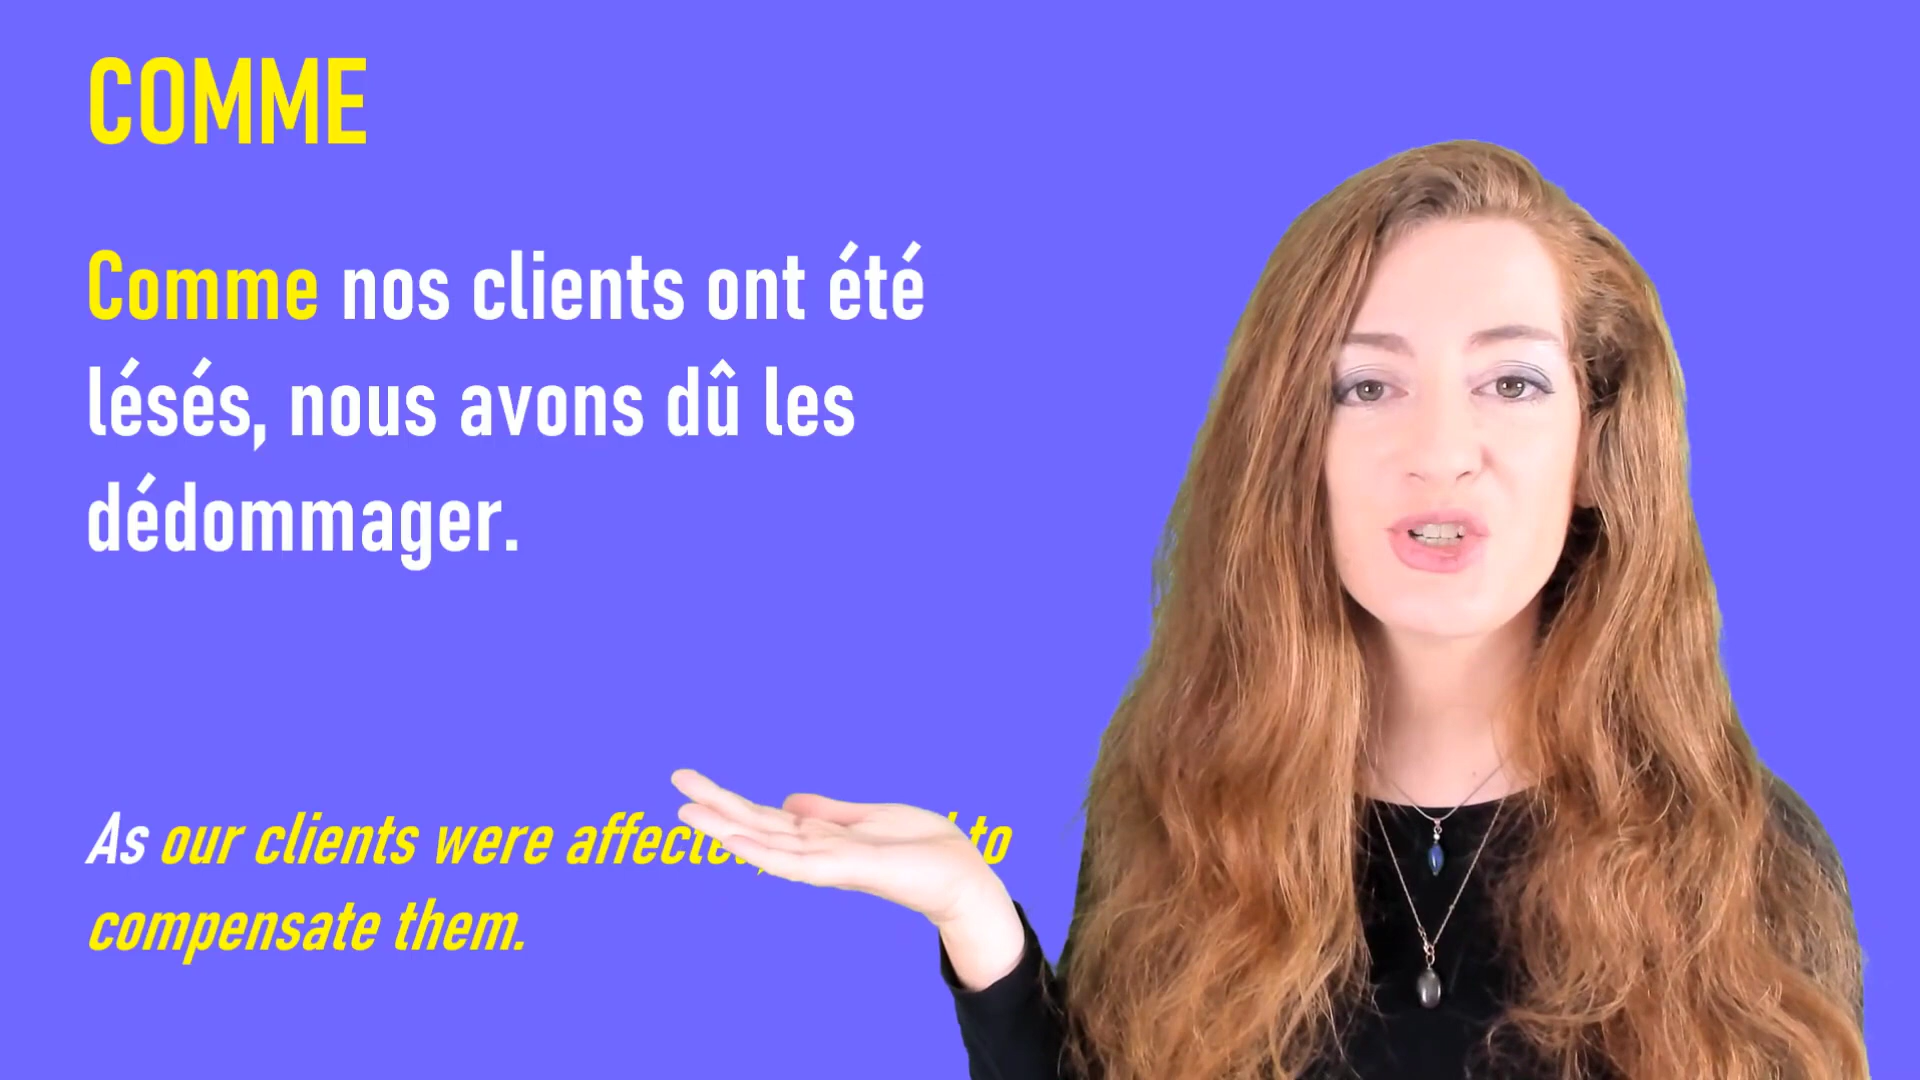 COMME
Comme nos clients ont été
lésés, nous avons dû les
dédommager.
As our clients were affected, to
compensate them.